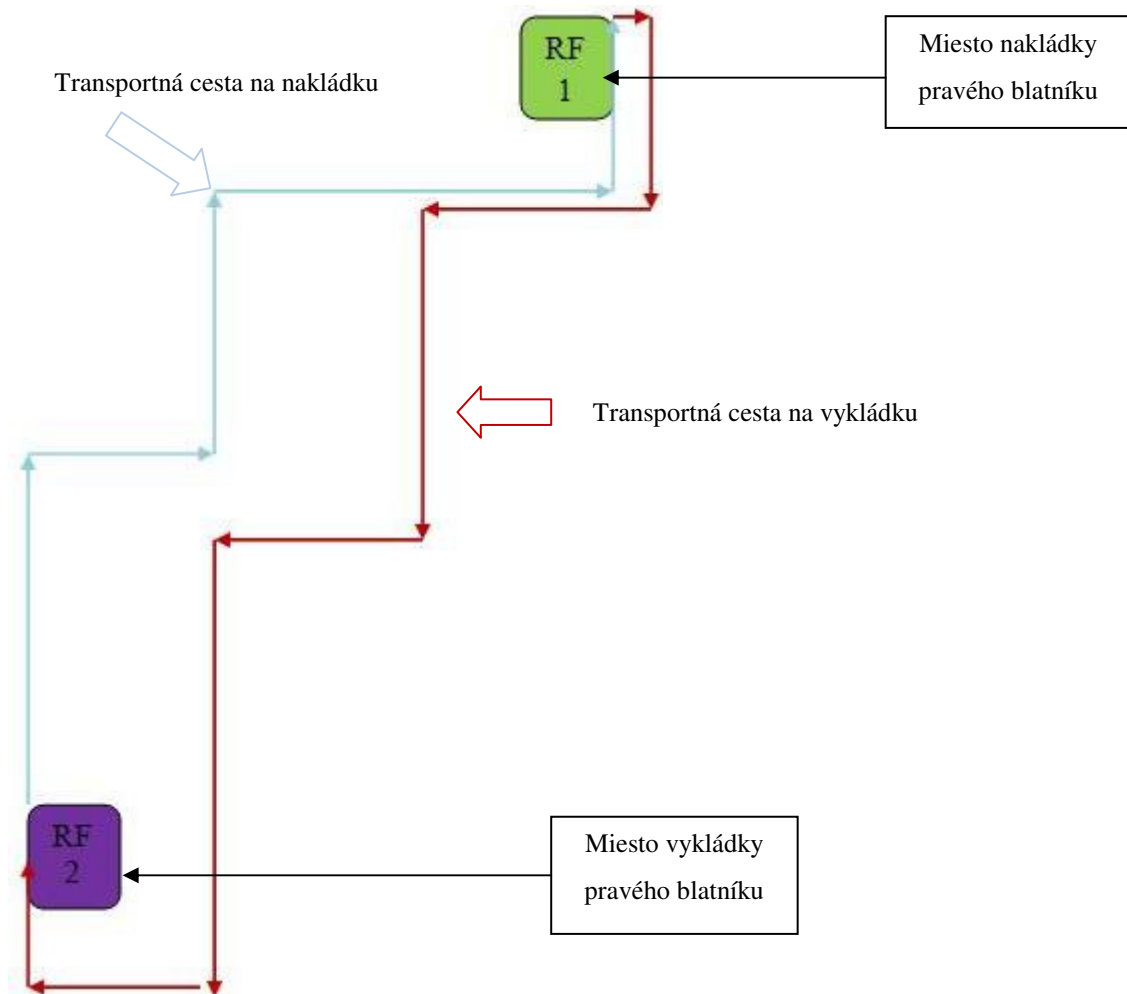 RF
1
Miesto nakládky
pravého blatníku
Transportná cesta na nakládku
Transportná cesta na vykládku
RF
2
Miesto vykládky
pravého blatníku